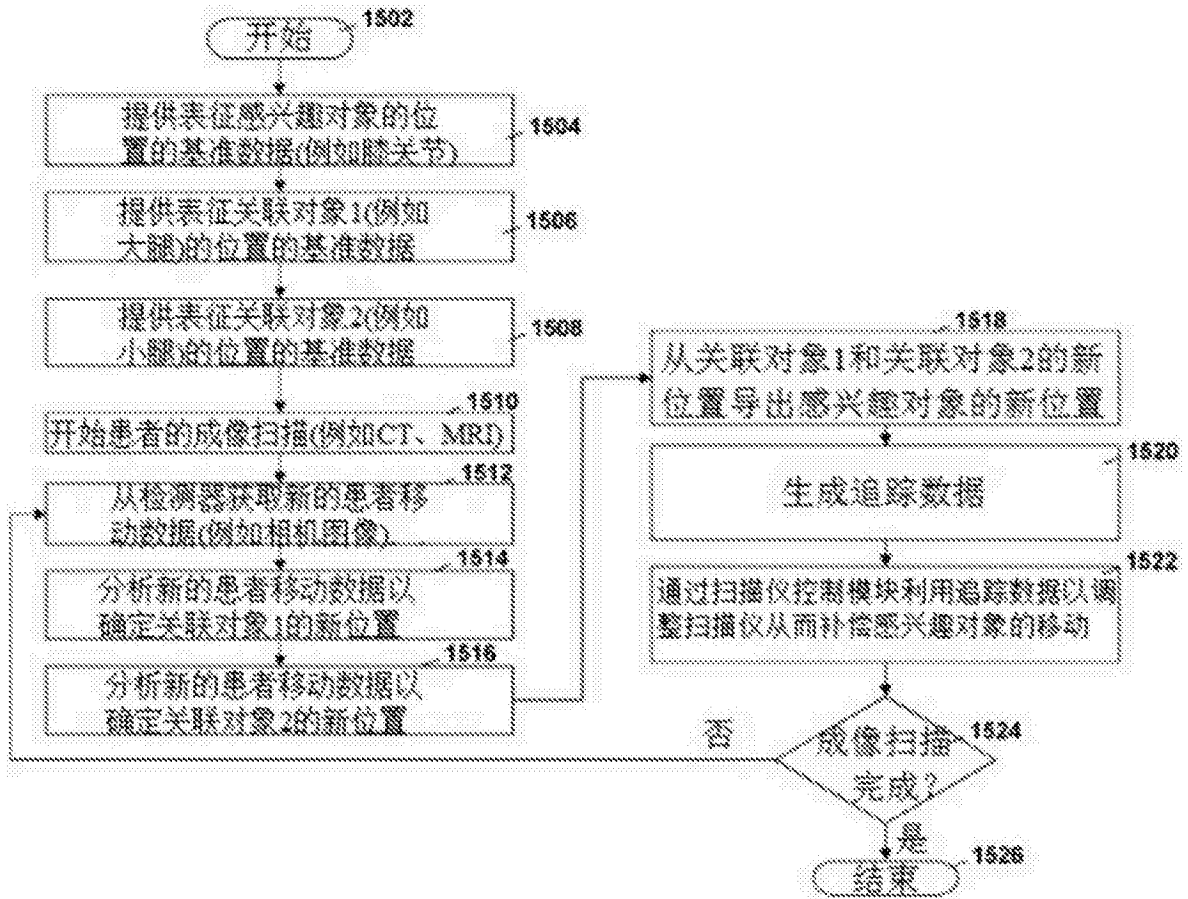 1502
开始
提供表征感兴趣对象的位
置的基准数据(例如膝关节)
1504
提供表征关联对象1(例如
大腿)的位置的基准数据
1506
提供表征关联对象2(例如
小腿)的位置的基准数据
1508
1510
开始患者的成像扫描(例如CT、MRI)
1512
从检测器获取新的患者移
动数据(例如相机图像)
1514
分析新的患者移动数据以
确定关联对象1的新位置
1516
分析新的患者移动数据以
确定关联对象2的新位置
1518
从关联对象1和关联对象2的新
位置导出感兴趣对象的新位置
1520
生成追踪数据
1522
通过扫描仪控制模块利用追踪数据以调
整扫描仪从而补偿感兴趣对象的移动
否
1524
成像扫描
完成?
是
1526
结束